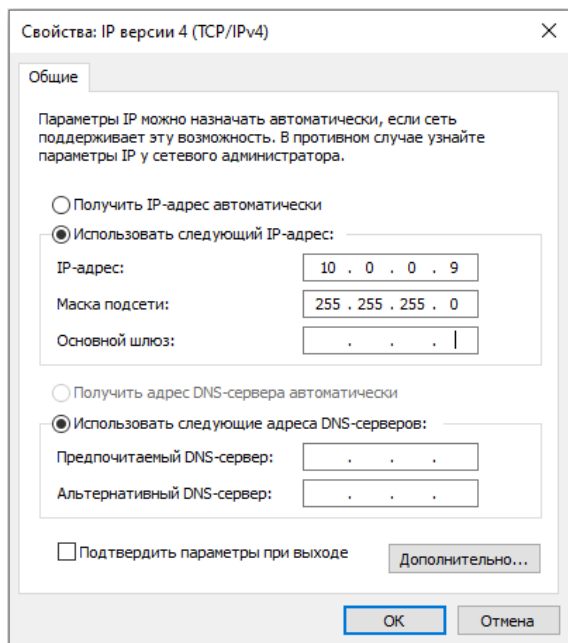 Свойства: IP версии 4 (TCP/IPv4)
Общие
Параметры IP можно назначать автоматически, если сеть
поддерживает эту возможность. В противном случае узнайте
параметры IP у сетевого администратора.
Получить IP-адрес автоматически
Использовать следующий IP-адрес:
IP-адрес: 10 . 0 . 0 . 9
Маска подсети: 255 . 255 . 255 . 0
Основной шлюз: . . .
Получить адрес DNS-сервера автоматически
Использовать следующие адреса DNS-серверов:
Предпочитаемый DNS-сервер: . . .
Альтернативный DNS-сервер: . . .
Подтвердить параметры при выходе
Дополнительно...
ОК Отмена